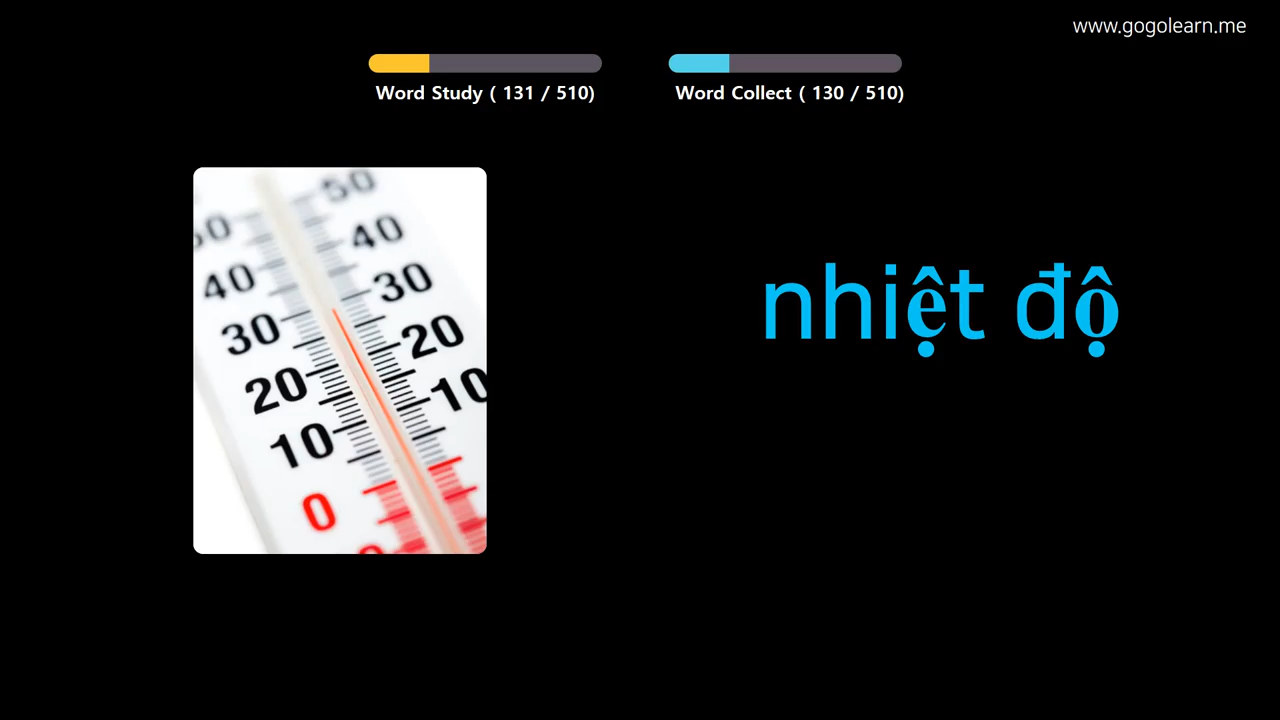 www.gogolearn.me
Word Study ( 131 / 510)
Word Collect ( 130 / 510)
50
40
30
20
10
40
30
20
10
0
nhiệt độ